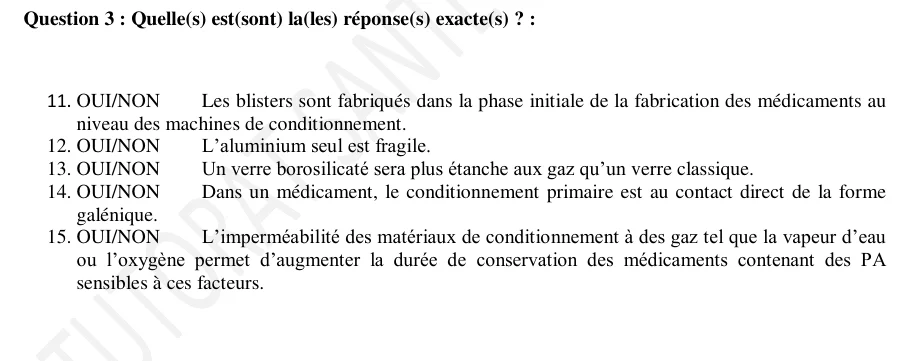 Question 3 : Quelle(s) est(sont) la(les) réponse(s) exacte(s) ? :
11. OUI/NON Les blisters sont fabriqués dans la phase initiale de la fabrication des médicaments au
niveau des machines de conditionnement.
12. OUI/NON L’aluminium seul est fragile.
13. OUI/NON Un verre borosilicaté sera plus étanche aux gaz qu’un verre classique.
14. OUI/NON Dans un médicament, le conditionnement primaire est au contact direct de la forme
galénique.
15. OUI/NON L’imperméabilité des matériaux de conditionnement à des gaz tel que la vapeur d’eau
ou l’oxygène permet d’augmenter la durée de conservation des médicaments contenant des PA
sensibles à ces facteurs.
TUTORAT SANTE